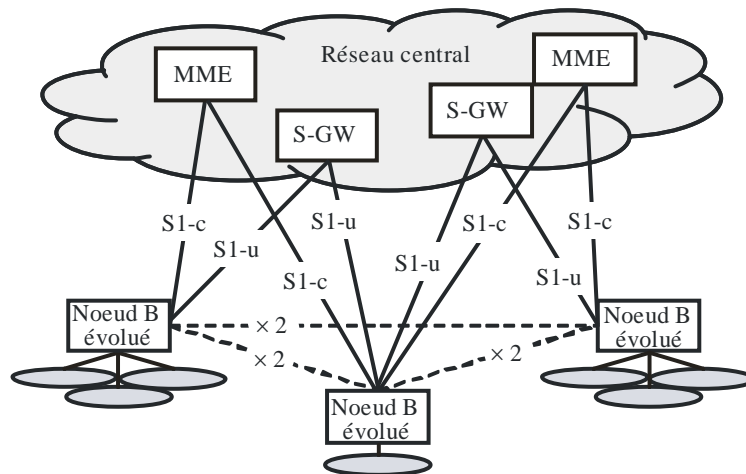 Réseau central
MME
MME
S-GW
S-GW
S1-c
S1-u
S1-u
S1-c
S1-u
S1-c
S1-u
S1-c
Noeud B
évolué
× 2
× 2
× 2
Noeud B
évolué
Noeud B
évolué